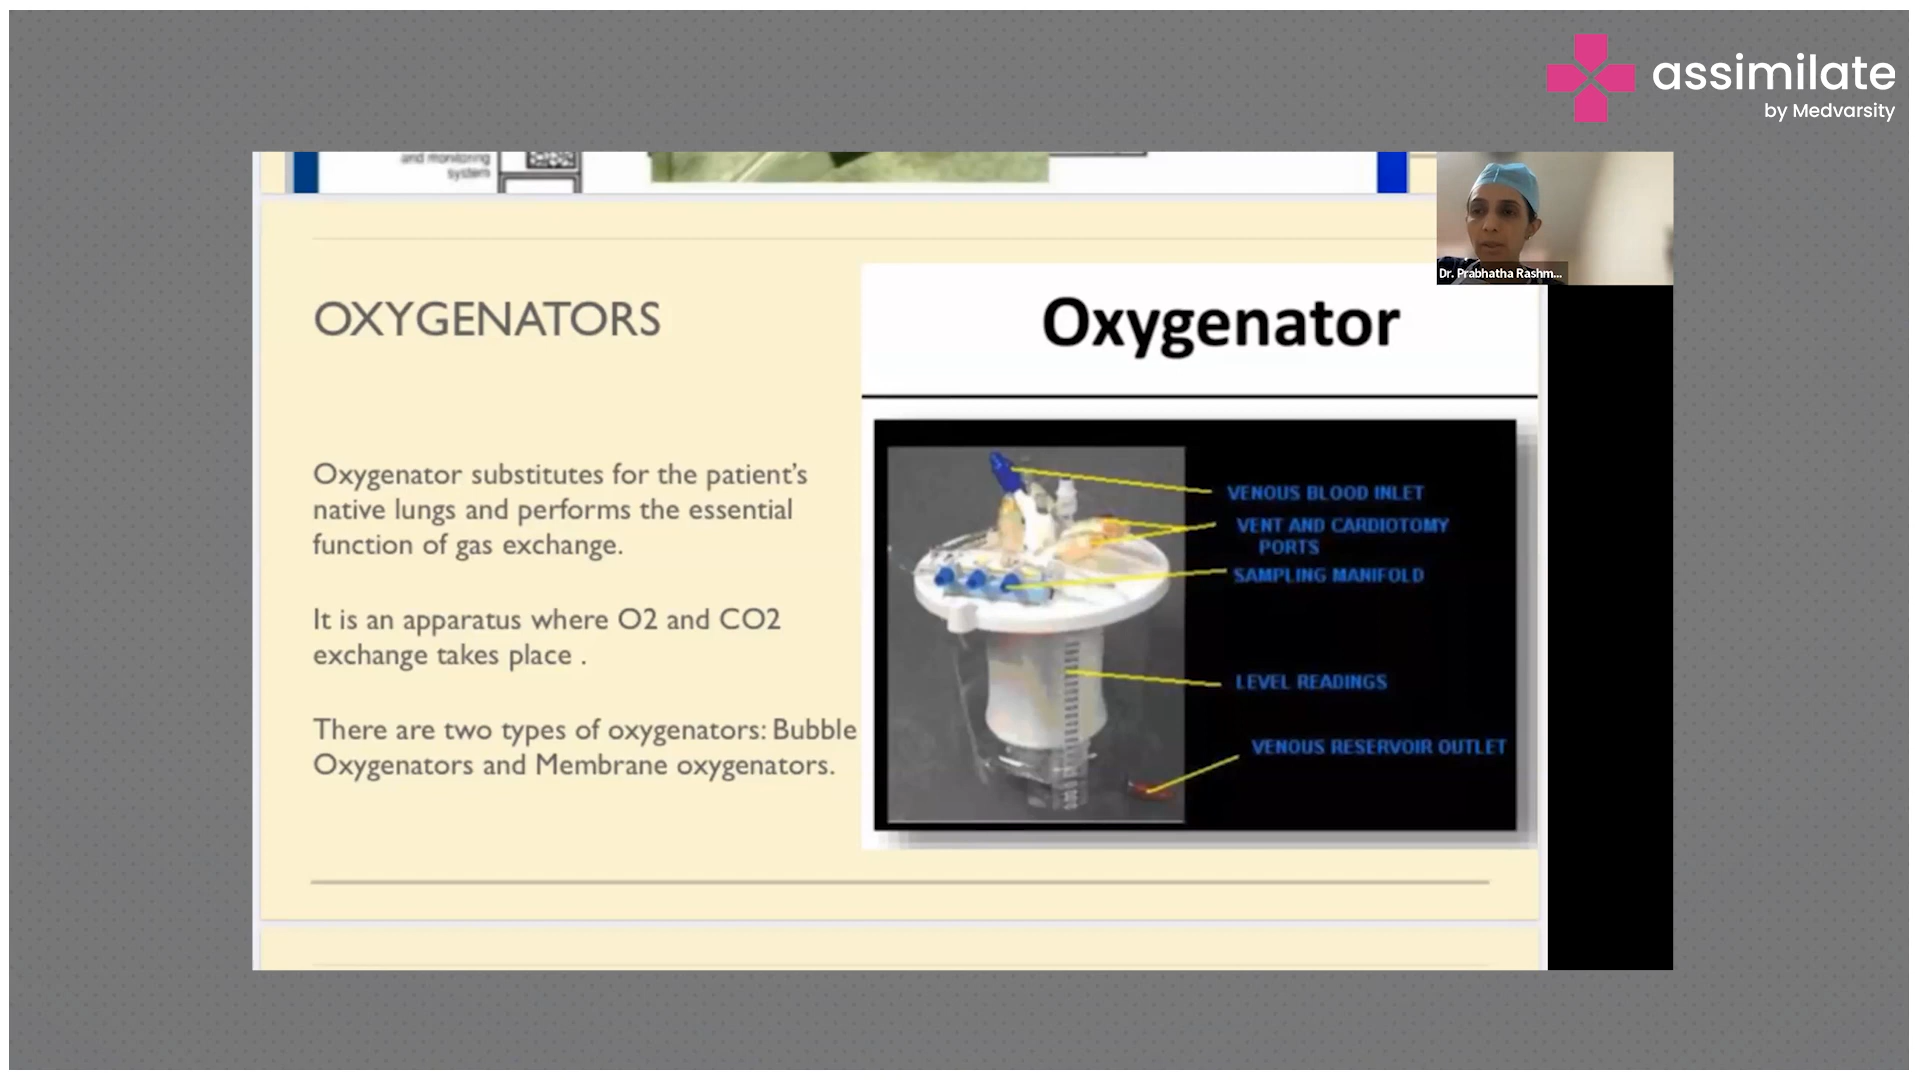 assimilate
by Medvarsity
and monitoring
system
Dr. Prabhatha Rashm...
OXYGENATORS
Oxygenator substitutes for the patient's
native lungs and performs the essential
function of gas exchange.
It is an apparatus where O2 and CO2
exchange takes place .
There are two types of oxygenators: Bubble
Oxygenators and Membrane oxygenators.
Oxygenator
VENOUS BLOOD INLET
VENT AND CARDIOTOMY
PORTS
SAMPLING MANIFOLD
LEVEL READINGS
VENOUS RESERVOIR OUTLET